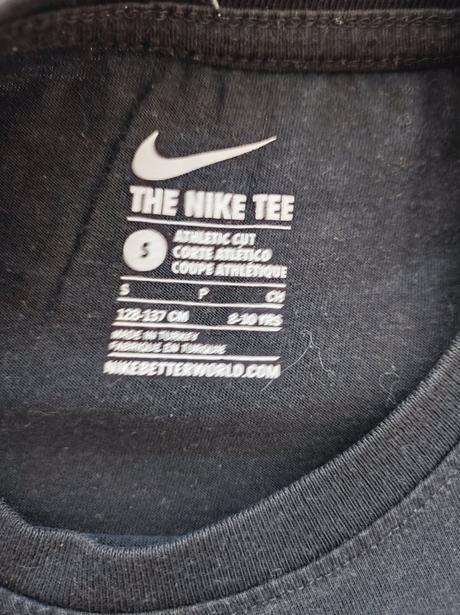 THE NIKE TEE
S
ATHLETIC CUT
CORTE ATLÉTICO
COUPE ATHLÉTIQUE
S P CH
128-137 CM 8-10 YRS
MADE IN TURKEY
FABRIQUE EN TURQUIE
NIKEBETTERWORLD.COM